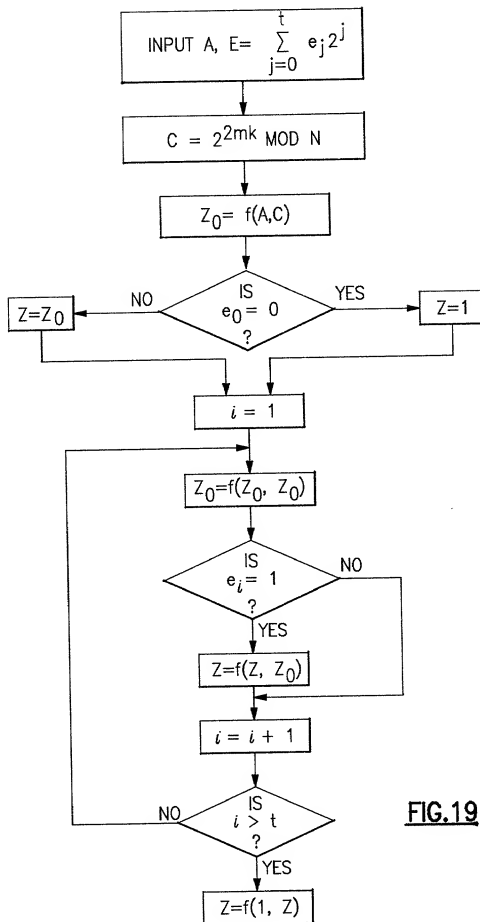 INPUT A, E= t∑j=0 e_j 2^j
C = 2^2mk MOD N
Z_0= f(A,C)
IS
NO e_0= 0 YES
?
Z=Z_0
Z=1
i = 1
Z_0=f(Z_0, Z_0)
IS
e_i= 1
?
NO
YES
Z=f(Z, Z_0)
i = i + 1
IS
NO i > t
?
YES
Z=f(1, Z)
FIG.19